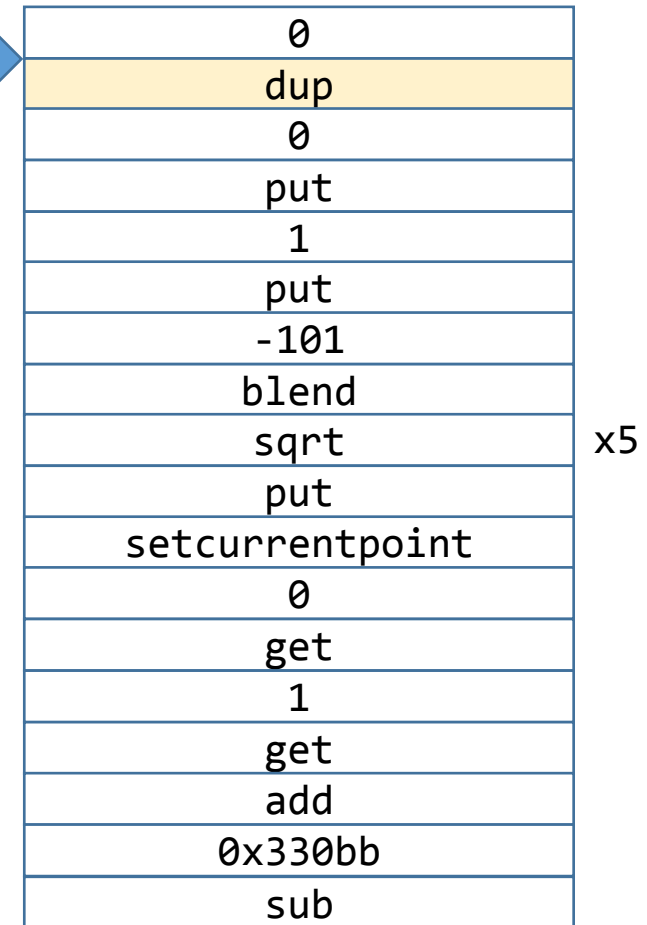 0
dup
0
put
1
put
-101
blend
sqrt x5
put
setcurrentpoint
0
get
1
get
add
0x330bb
sub